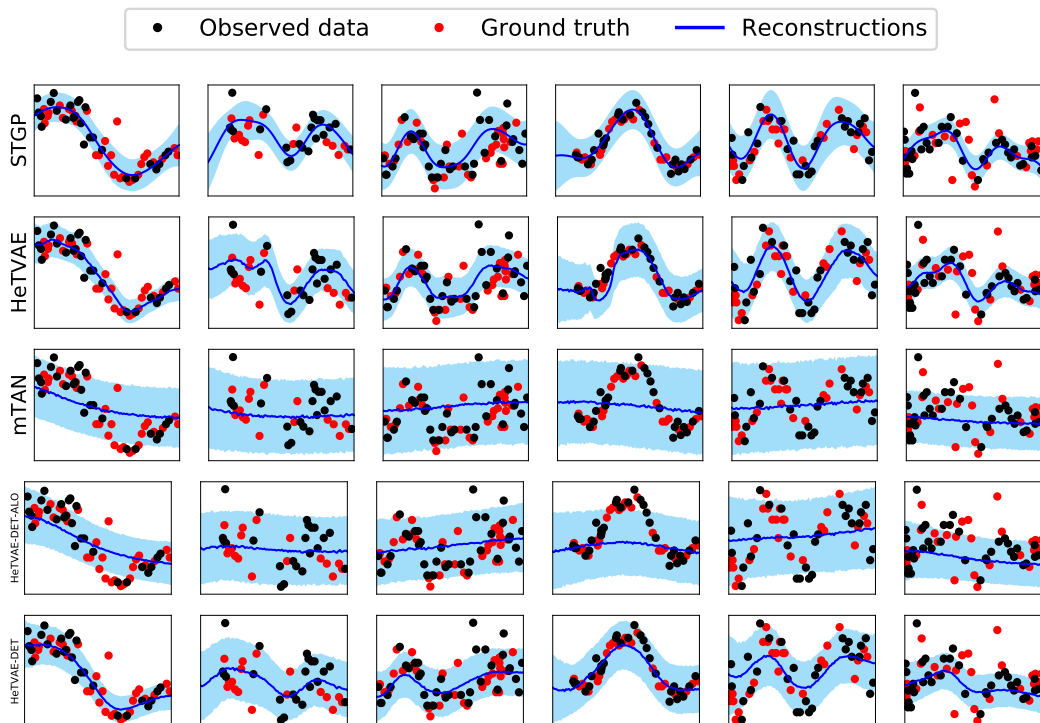 Observed data Ground truth Reconstructions
STGP
HeTVAE
mTAN
HeTVAE-DET-ALO
HeTVAE-DET